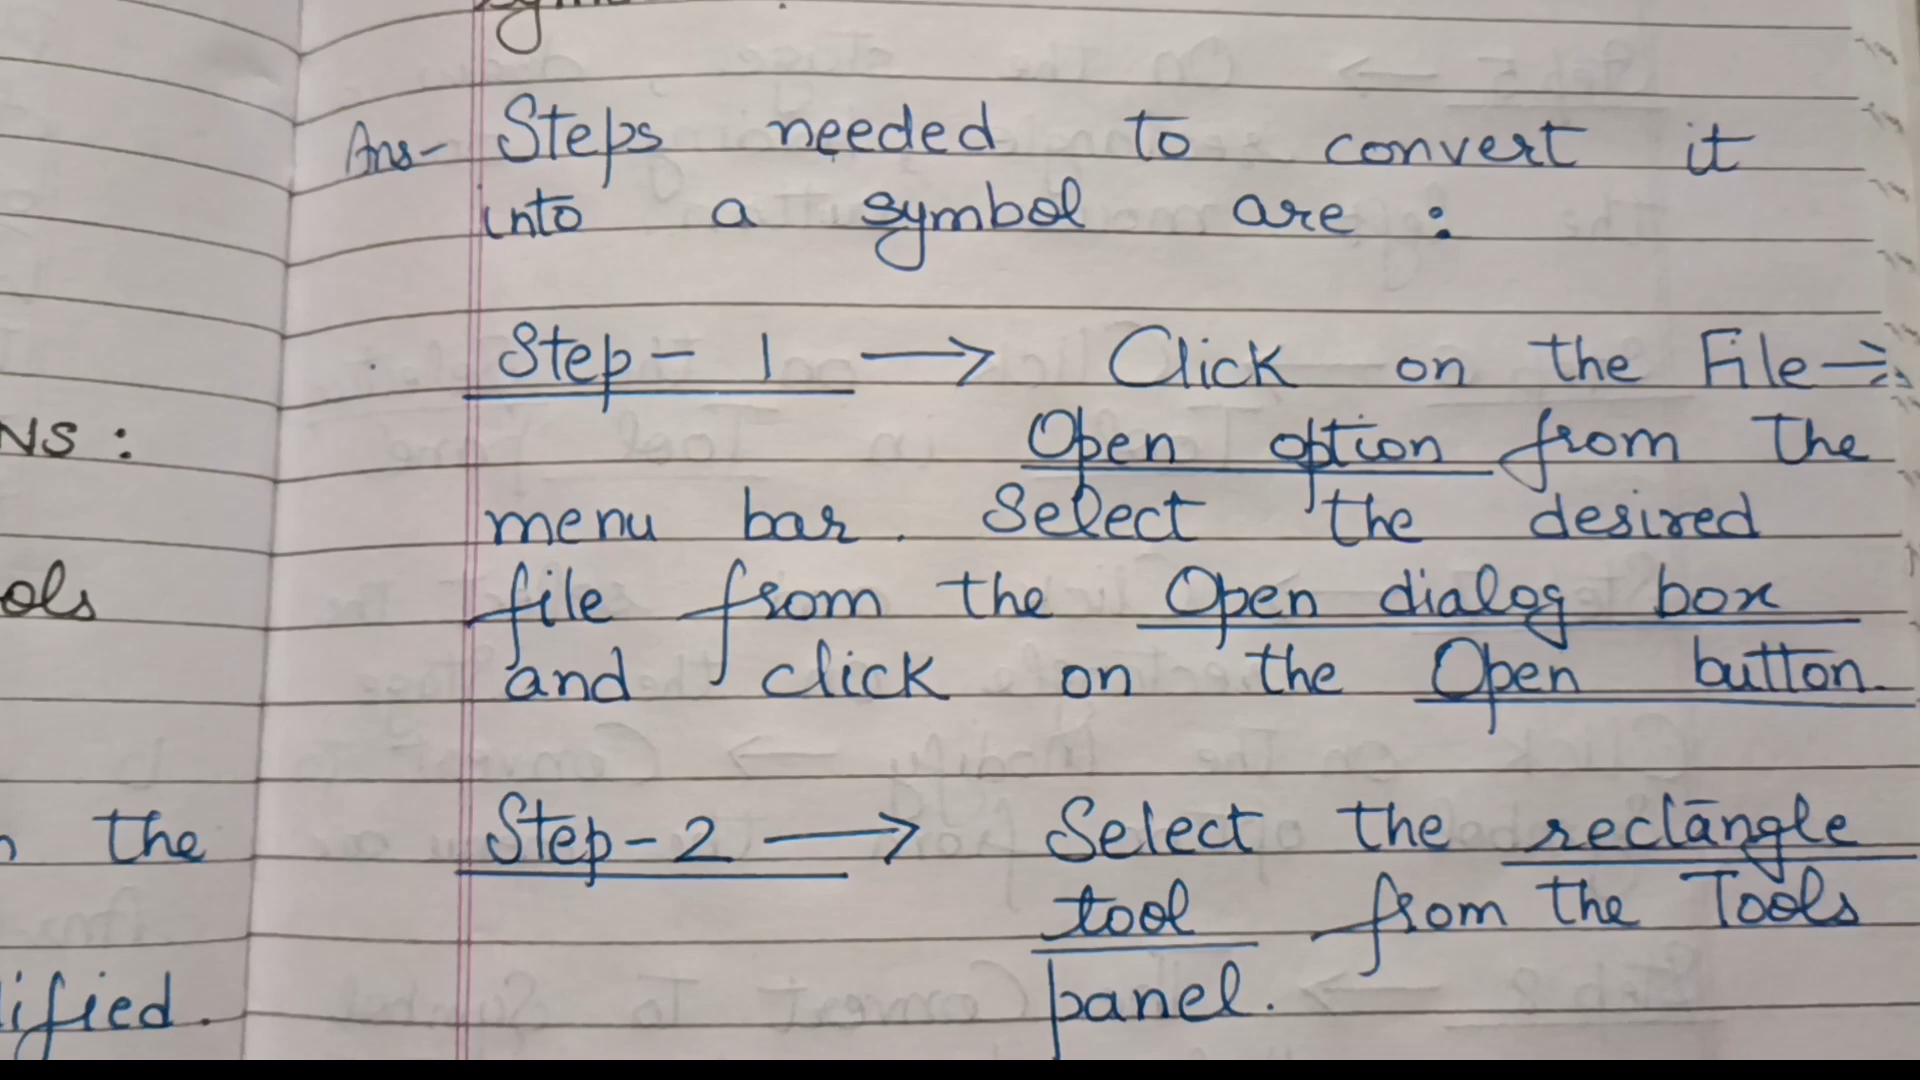 Ans- Steps needed to convert it
into a symbol are :
Step- 1 → Click on the File →
Open option from the
menu bar. Select the desired
file from the Open dialog box
and click on the Open button.
Step-2 → Select the rectangle
tool from the Tools
panel.
NS :
ols
the
ified.